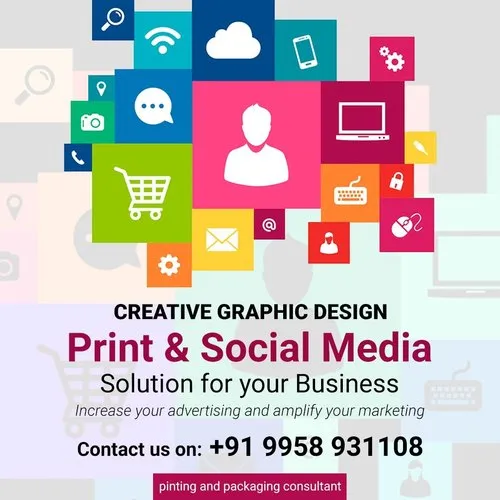 CREATIVE GRAPHIC DESIGN
Print & Social Media
Solution for your Business
Increase your advertising and amplify your marketing
Contact us on: +91 9958 931108
pinting and packaging consultant